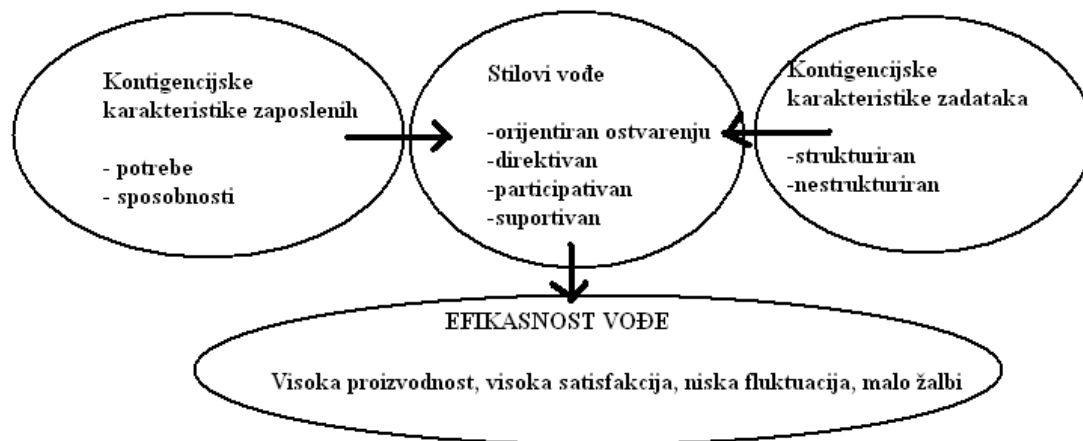 Kontigencijske
karakteristike zaposlenih
- potrebe
- sposobnosti
Stilovi vođe
-orijentiran ostvarenju
-direktivan
-participativan
-suportivan
Kontigencijske
karakteristike zadataka
-strukturiran
-nestrukturiran
EFIKASNOST VOĐE
Visoka proizvodnost, visoka satisfakcija, niska fluktuacija, malo žalbi